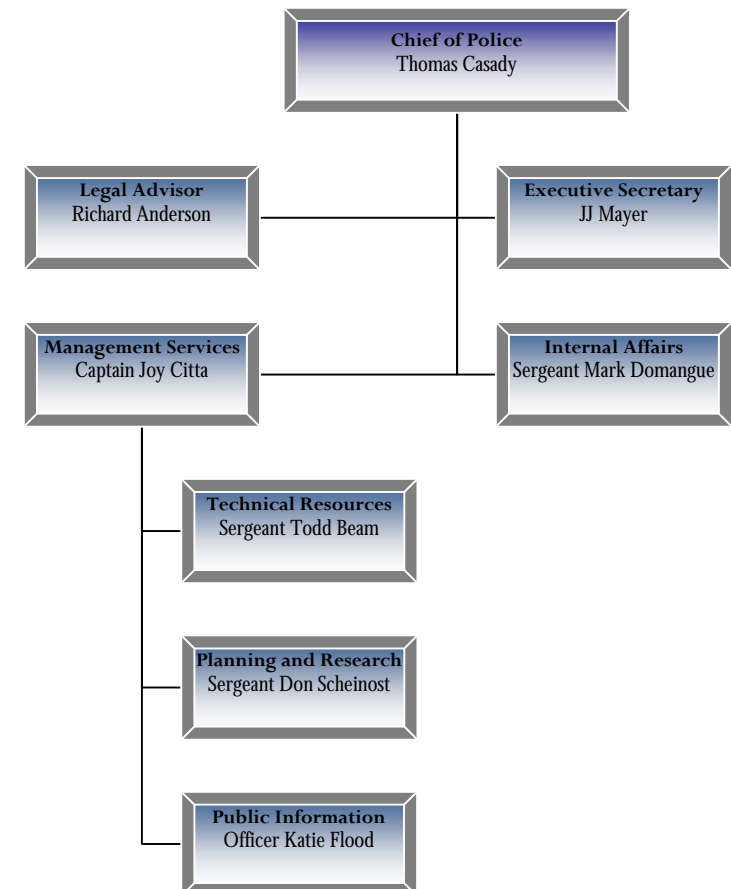 Chief of Police
Thomas Casady
Legal Advisor
Richard Anderson
Executive Secretary
JJ Mayer
Management Services
Captain Joy Citta
Internal Affairs
Sergeant Mark Domangue
Technical Resources
Sergeant Todd Beam
Planning and Research
Sergeant Don Scheinost
Public Information
Officer Katie Flood